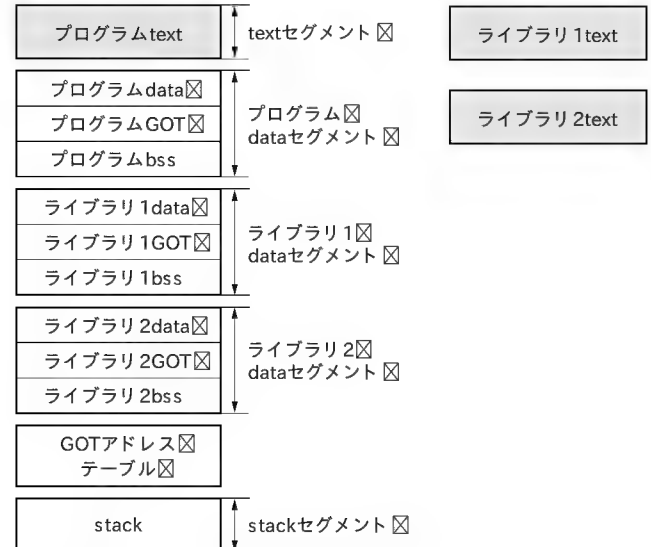 プログラムtext
textセグメント
プログラムdata
プログラムGOT
プログラムbss
プログラム
dataセグメント
ライブラリ1data
ライブラリ1GOT
ライブラリ1bss
ライブラリ1
dataセグメント
ライブラリ2data
ライブラリ2GOT
ライブラリ2bss
ライブラリ2
dataセグメント
GOTアドレス
テーブル
stack
stackセグメント
ライブラリ1text
ライブラリ2text